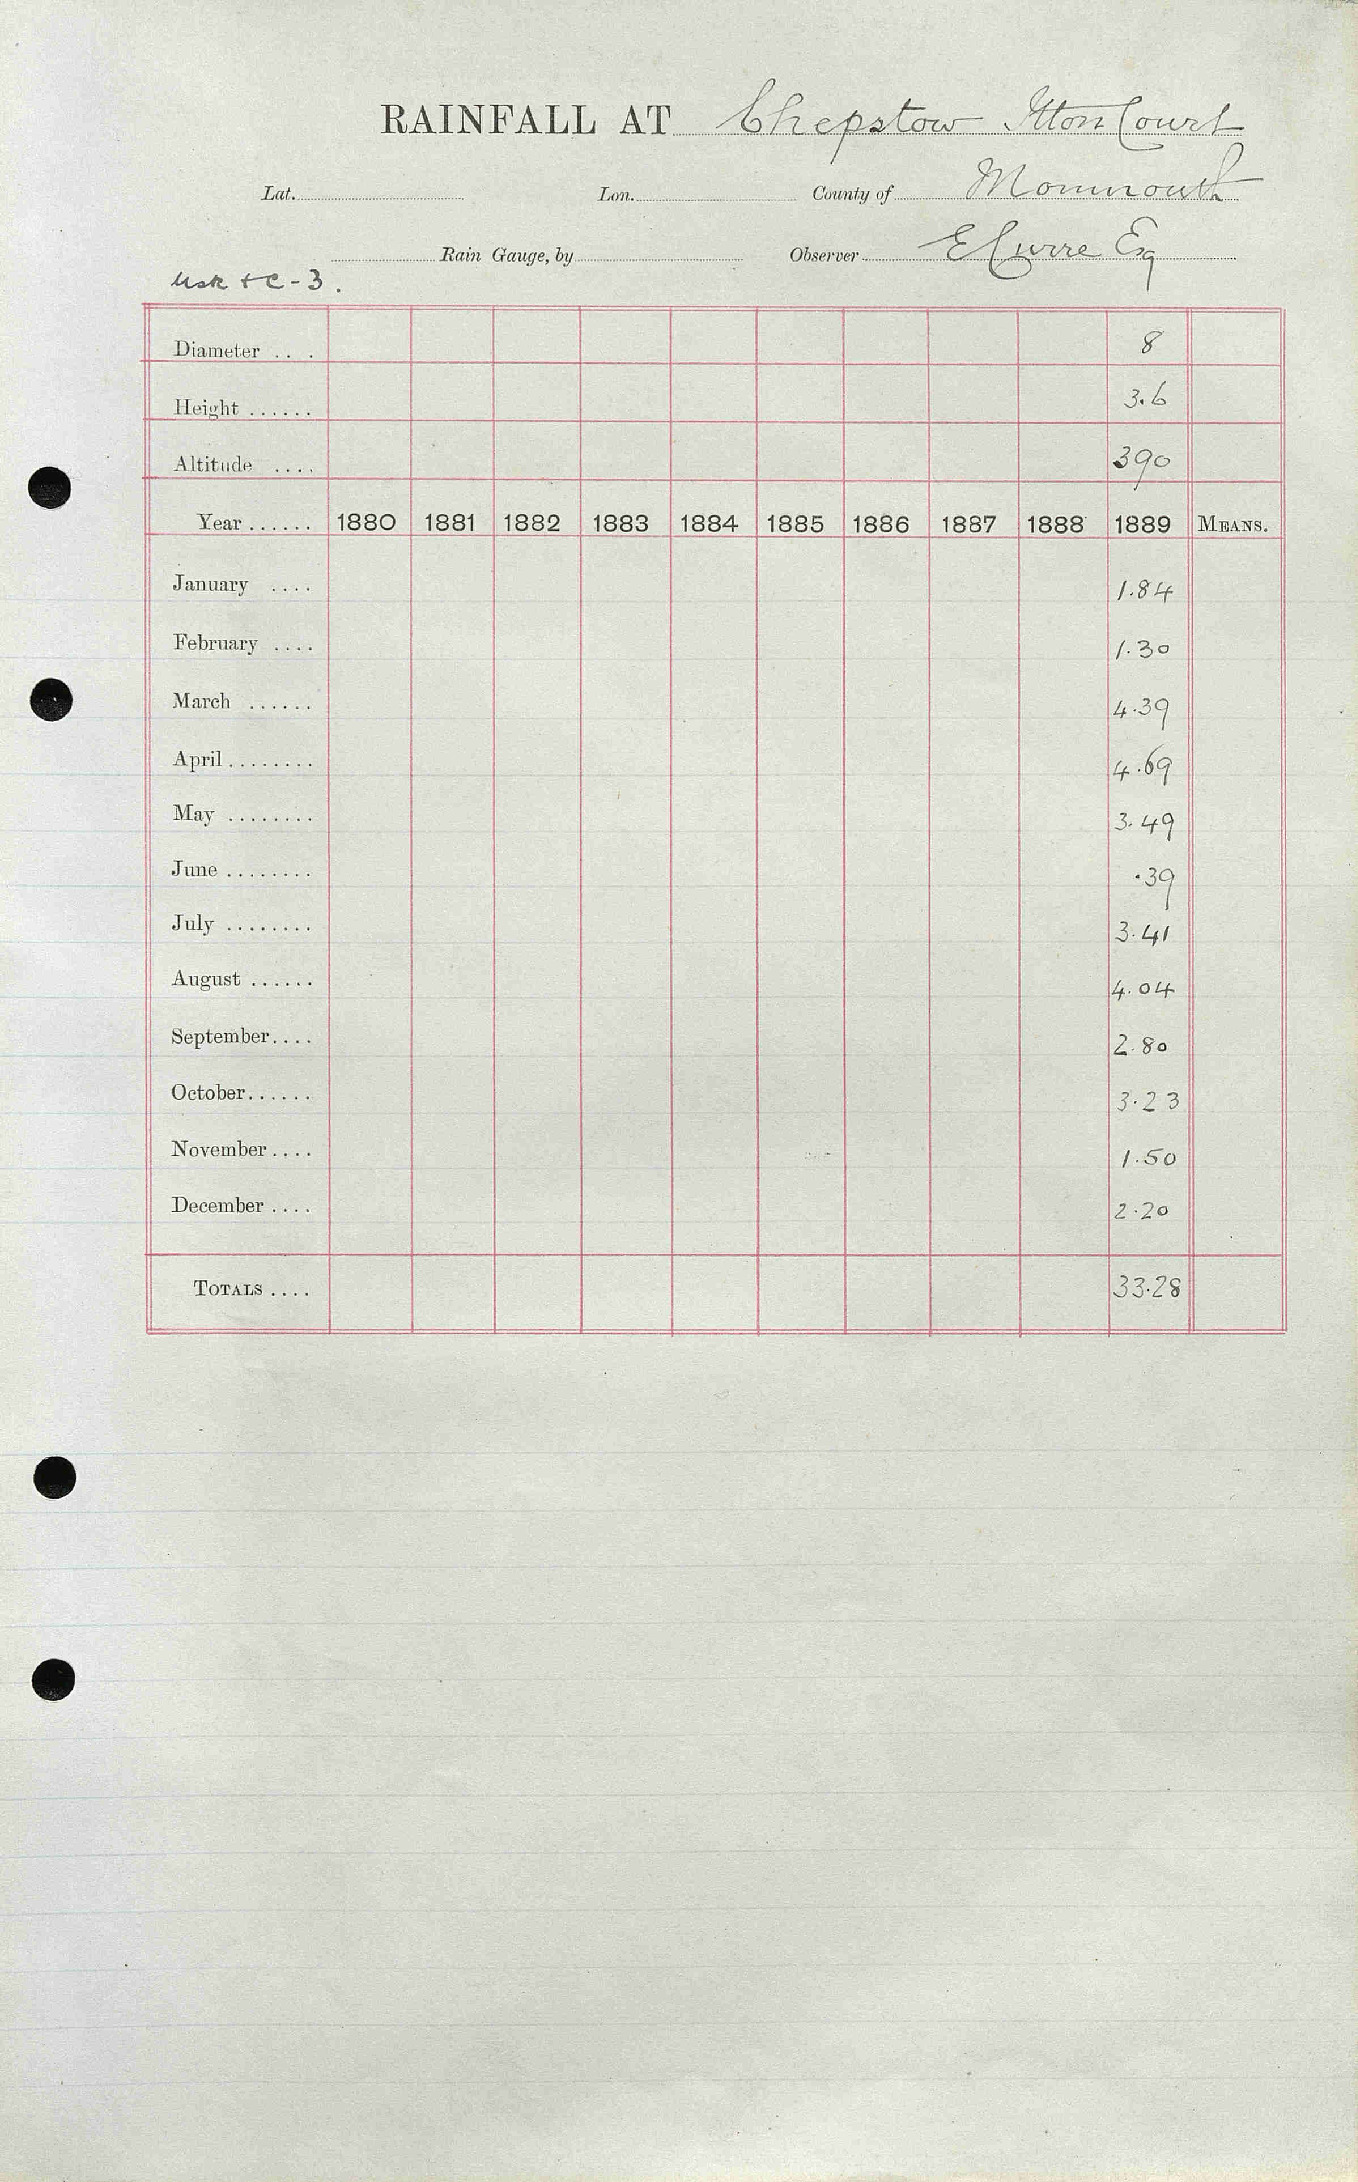 RAINFALL AT Chepstow Itton Court
Lat. Lon. County of Monmouth
Rain Gauge, by Observer E Curre Esq
Usk + C - 3.
Diameter .... 8
Height ...... 3.6
Altitude .... 390
Year ...... 1880 1881 1882 1883 1884 1885 1886 1887 1888 1889 MEANS.
January .... 1.84
February .... 1.30
March ...... 4.39
April ........ 4.69
May ........ 3.49
June ........ .39
July ........ 3.41
August ...... 4.04
September.... 2.80
October...... 3.23
November.... 1.50
December .... 2.20
TOTALS .... 33.28